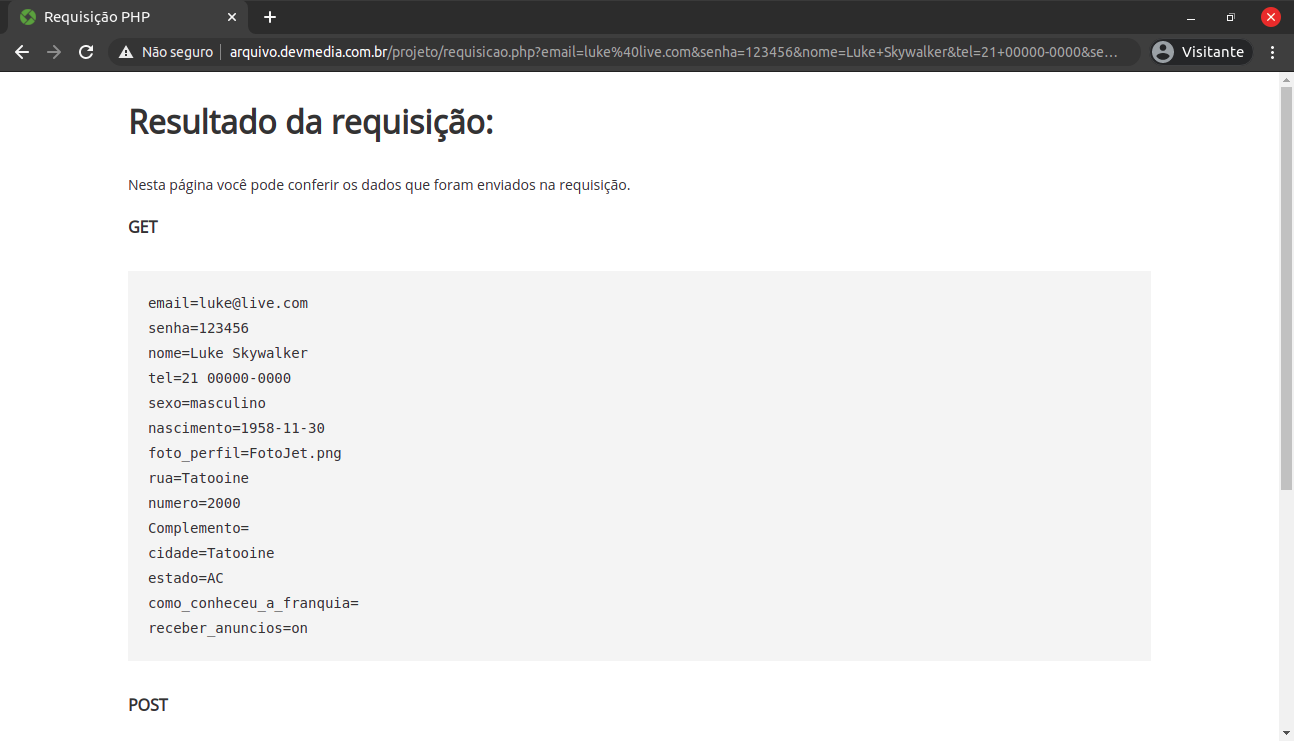 Requisição PHP
Não seguro arquivo.devmedia.com.br/projeto/requisicao.php?email=luke%40live.com&senha=123456&nome=Luke+Skywalker&tel=21+00000-0000&se... Visitante
Resultado da requisição:
Nesta página você pode conferir os dados que foram enviados na requisição.
GET
email=luke@live.com
senha=123456
nome=Luke Skywalker
tel=21 00000-0000
sexo=masculino
nascimento=1958-11-30
foto_perfil=FotoJet.png
rua=Tatooine
numero=2000
Complemento=
cidade=Tatooine
estado=AC
como_conheceu_a_franquia=
receber_anuncios=on
POST